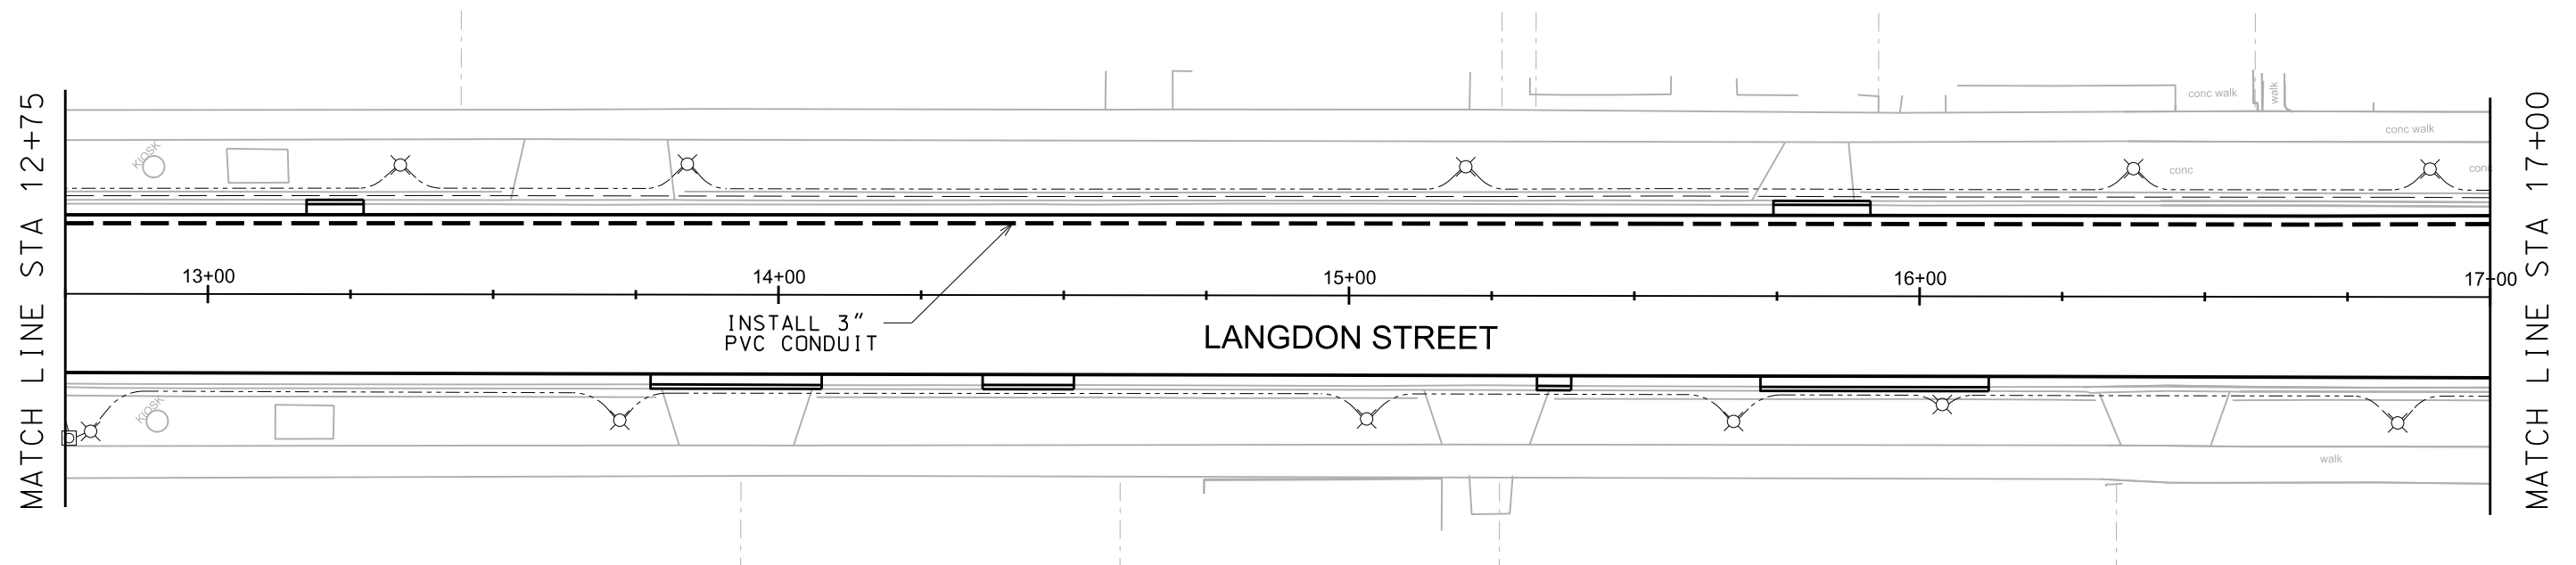 MATCH LINE STA 12+75
KIOSK
conc walk
walk
conc walk
conc
conc
13+00
14+00
15+00
16+00
17+00
INSTALL 3"
PVC CONDUIT
LANGDON STREET
KIOSK
walk
MATCH LINE STA 17+00